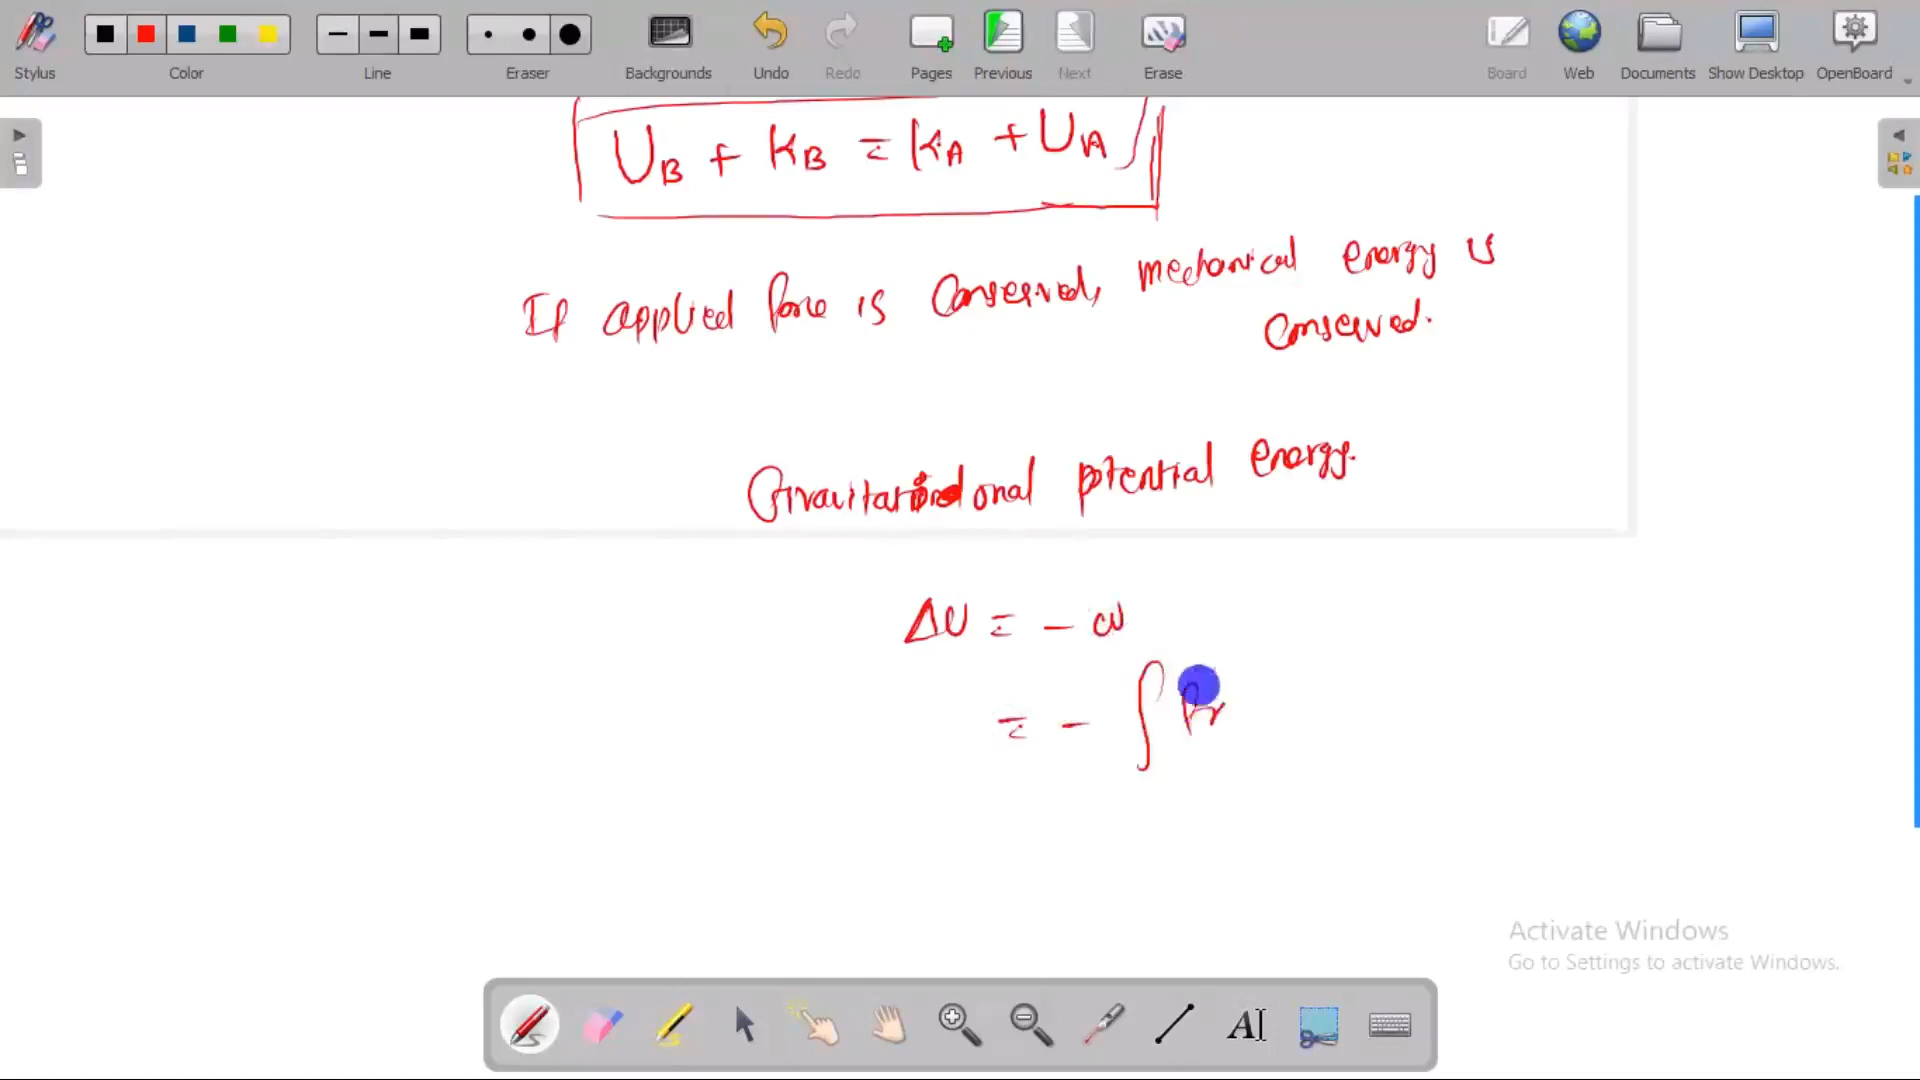 Stylus Color Line Eraser Backgrounds Undo Redo Pages Previous Next Erase Board Web Documents Show Desktop OpenBoard
U_B + K_B = K_A + U_A
If applied force is conserved, mechanical energy is
conserved.
Gravitational potential energy.
ΔU = - W
= - ∫
Activate Windows
Go to Settings to activate Windows.